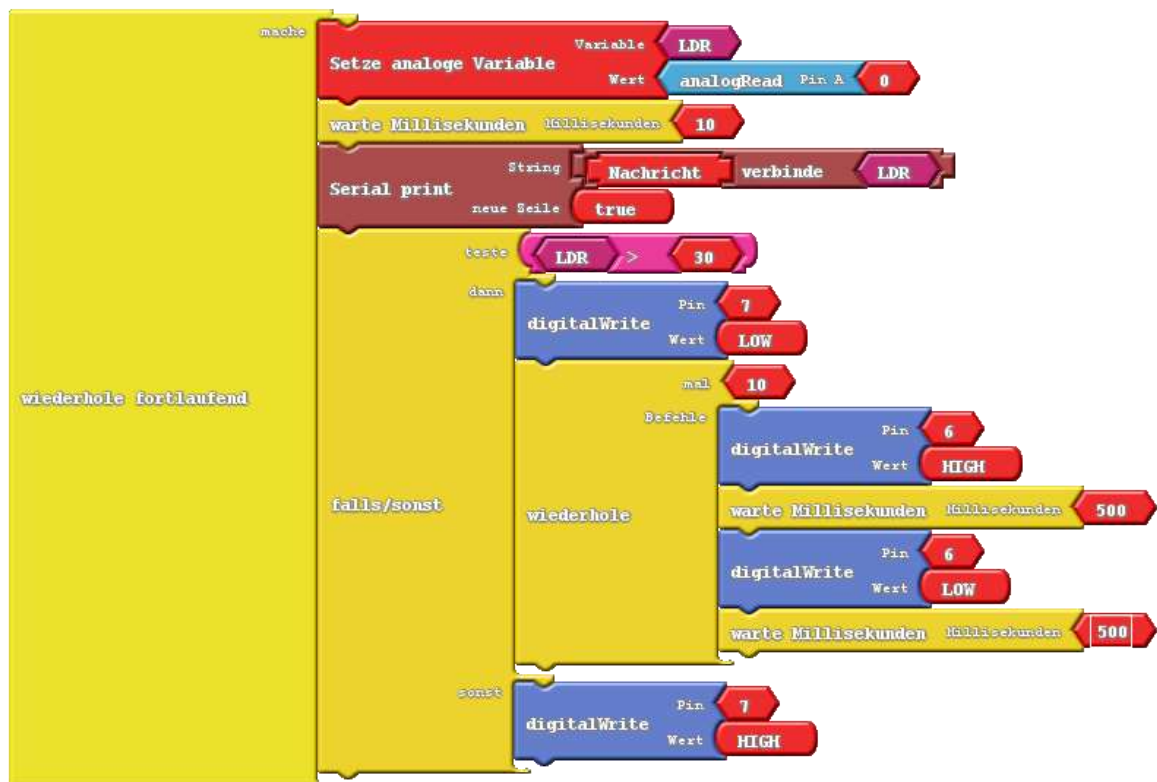 mache
Setze analoge Variable
Variable LDR
Wert analogRead Pin A 0
warte Millisekunden Millisekunden 10
Serial print
String Nachricht verbinde LDR
neue Seile true
wiederhole fortlaufend
falls/sonst
teste LDR > 30
dann
digitalWrite
Pin 7
Wert LOW
wiederhole
mal 10
Befehle
digitalWrite
Pin 6
Wert HIGH
warte Millisekunden Millisekunden 500
digitalWrite
Pin 6
Wert LOW
warte Millisekunden Millisekunden 500
sonst
digitalWrite
Pin 7
Wert HIGH